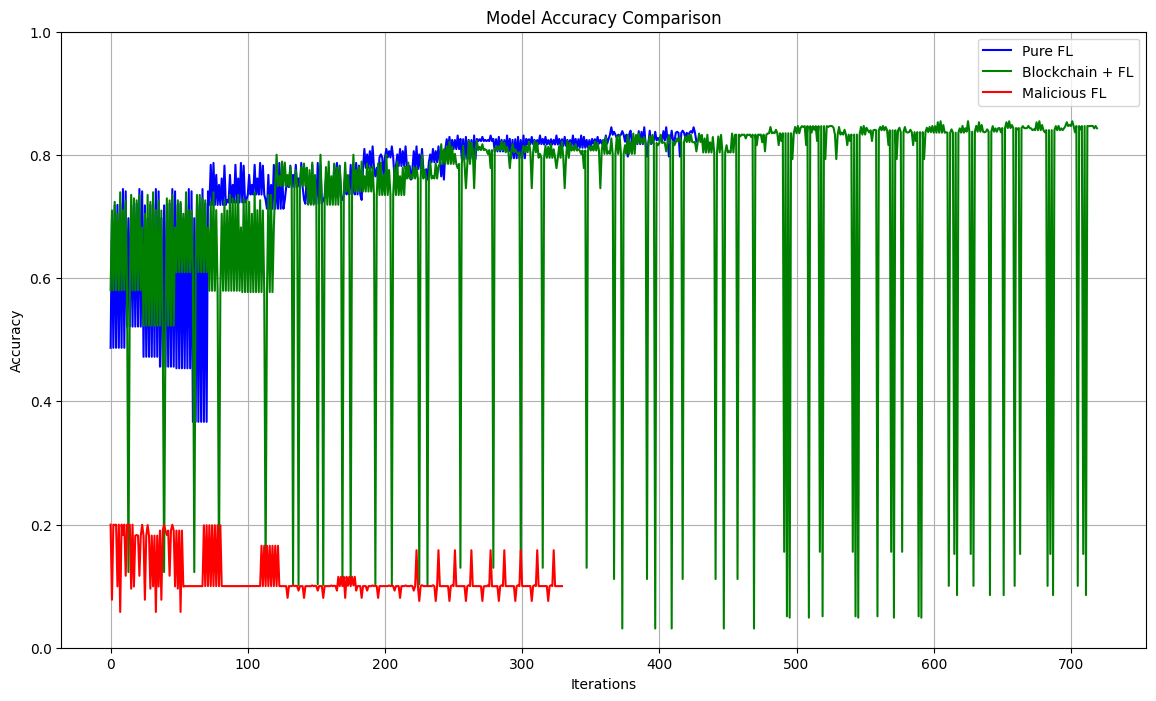 Model Accuracy Comparison
Pure FL
Blockchain + FL
Malicious FL
Accuracy
1.0
0.8
0.6
0.4
0.2
0.0
0 100 200 300 400 500 600 700
Iterations